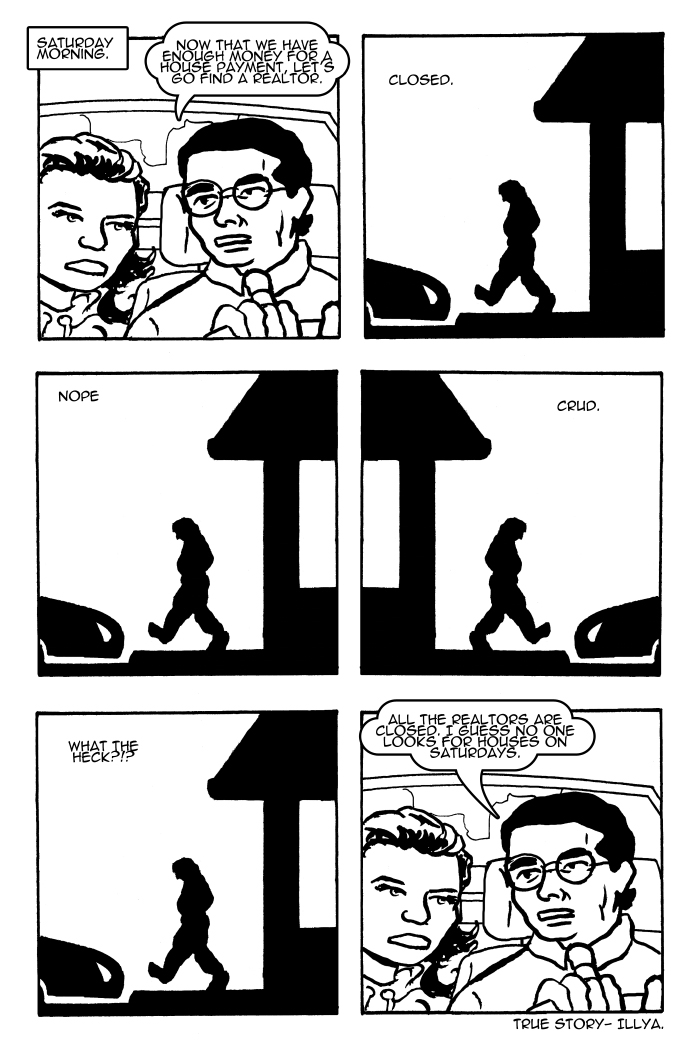 SATURDAY
MORNING.
NOW THAT WE HAVE
ENOUGH MONEY FOR A
HOUSE PAYMENT, LET'S
GO FIND A REALTOR.
CLOSED.
NOPE
CRUD.
WHAT THE
HECK?!?
ALL THE REALTORS ARE
CLOSED. I GUESS NO ONE
LOOKS FOR HOUSES ON
SATURDAYS.
TRUE STORY- ILLYA.